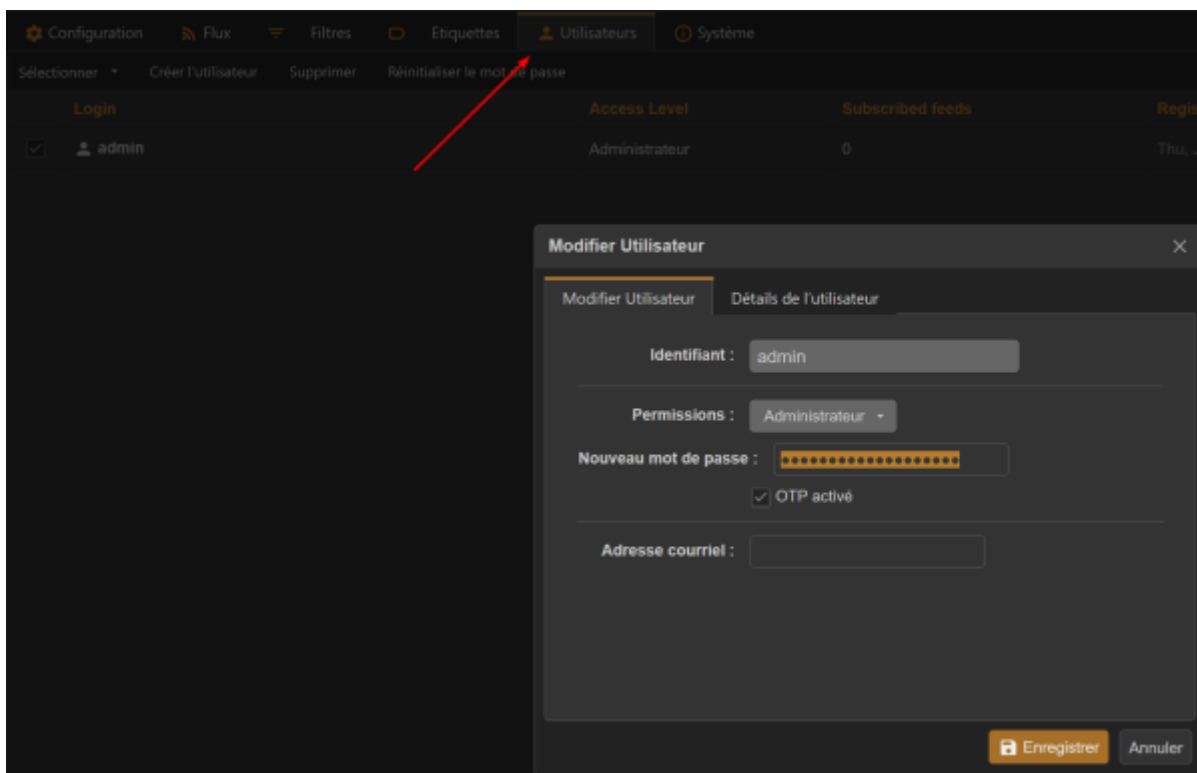 Configuration Flux Filtres Etiquettes Utilisateurs Système
Sélectionner Créer l'utilisateur Supprimer Réinitialiser le mot de passe
Login Access Level Subscribed feeds Regis
admin Administrateur 0 Thu,
Modifier Utilisateur
Modifier Utilisateur Détails de l'utilisateur
Identifiant : admin
Permissions : Administrateur
Nouveau mot de passe : •••••••••••••••••••
OTP activé
Adresse courriel :
Enregistrer Annuler